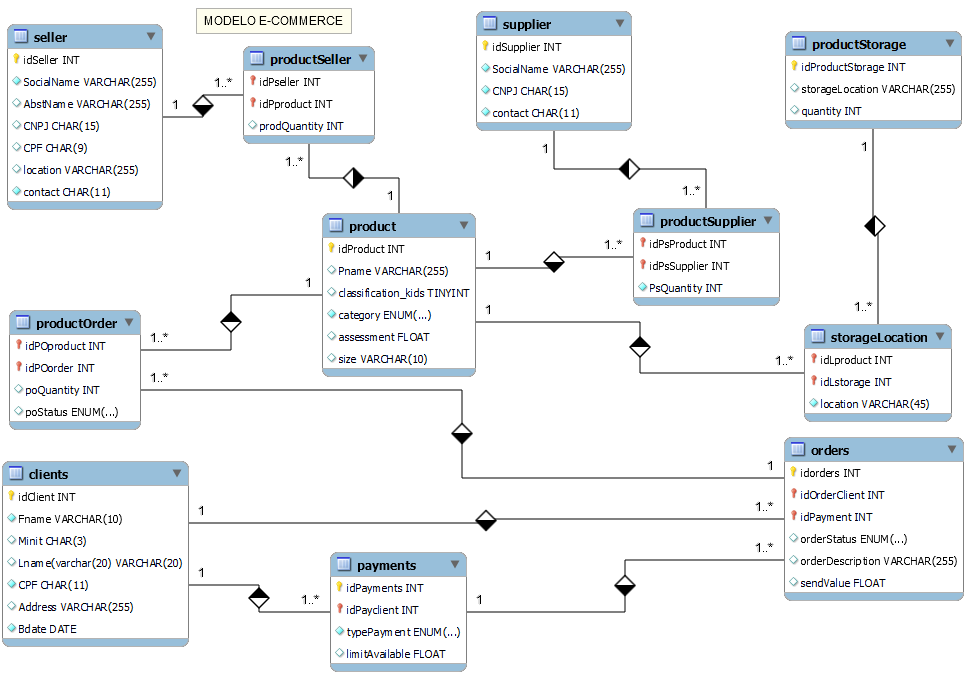 MODELO E-COMMERCE
seller
idSeller INT
SocialName VARCHAR(255)
AbstName VARCHAR(255)
CNPJ CHAR(15)
CPF CHAR(9)
location VARCHAR(255)
contact CHAR(11)
1
1..*
productSeller
idPseller INT
idPproduct INT
prodQuantity INT
1..*
1
supplier
idSupplier INT
SocialName VARCHAR(255)
CNPJ CHAR(15)
contact CHAR(11)
1
1..*
productStorage
idProductStorage INT
storageLocation VARCHAR(255)
quantity INT
1
1..*
product
idProduct INT
Pname VARCHAR(255)
classification_kids TINYINT
category ENUM(...)
assessment FLOAT
size VARCHAR(10)
1
1..*
1
1..*
productSupplier
idPsProduct INT
idPsSupplier INT
PsQuantity INT
storageLocation
idLproduct INT
idLstorage INT
location VARCHAR(45)
productOrder
idPOproduct INT
idPOorder INT
poQuantity INT
poStatus ENUM(...)
1
1..*
1..*
1
orders
idorders INT
idOrderClient INT
idPayment INT
orderStatus ENUM(...)
orderDescription VARCHAR(255)
sendValue FLOAT
clients
idClient INT
Fname VARCHAR(10)
Minit CHAR(3)
Lname(varchar(20) VARCHAR(20)
CPF CHAR(11)
Address VARCHAR(255)
Bdate DATE
1
1..*
1
1..*
payments
idPayments INT
idPayclient INT
typePayment ENUM(...)
limitAvailable FLOAT
1
1..*